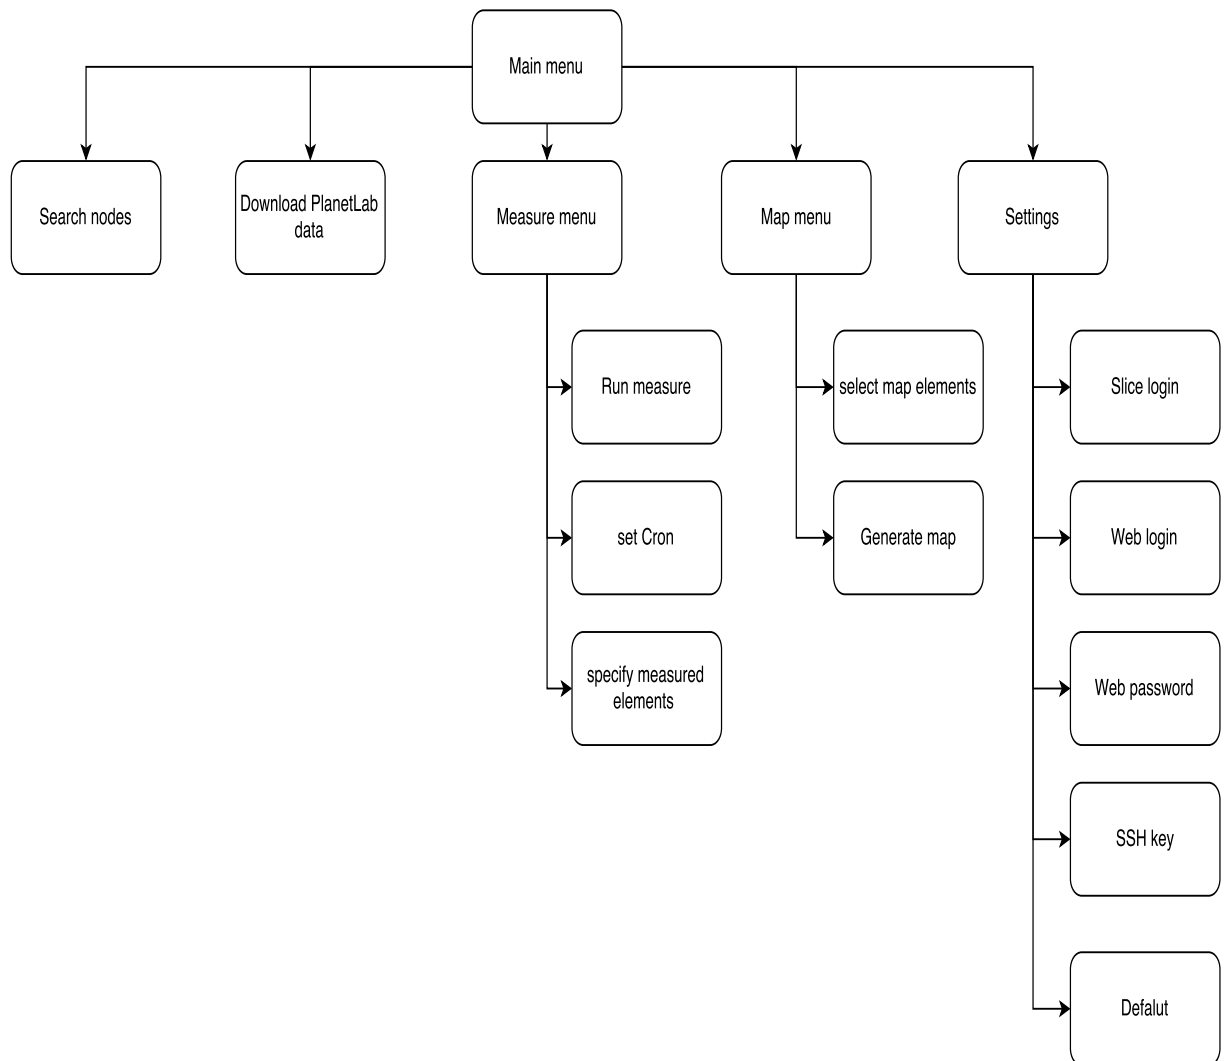 Main menu
Search nodes
Download PlanetLab
data
Measure menu
Map menu
Settings
Run measure
select map elements
Slice login
set Cron
Generate map
Web login
specify measured
elements
Web password
SSH key
Defalut